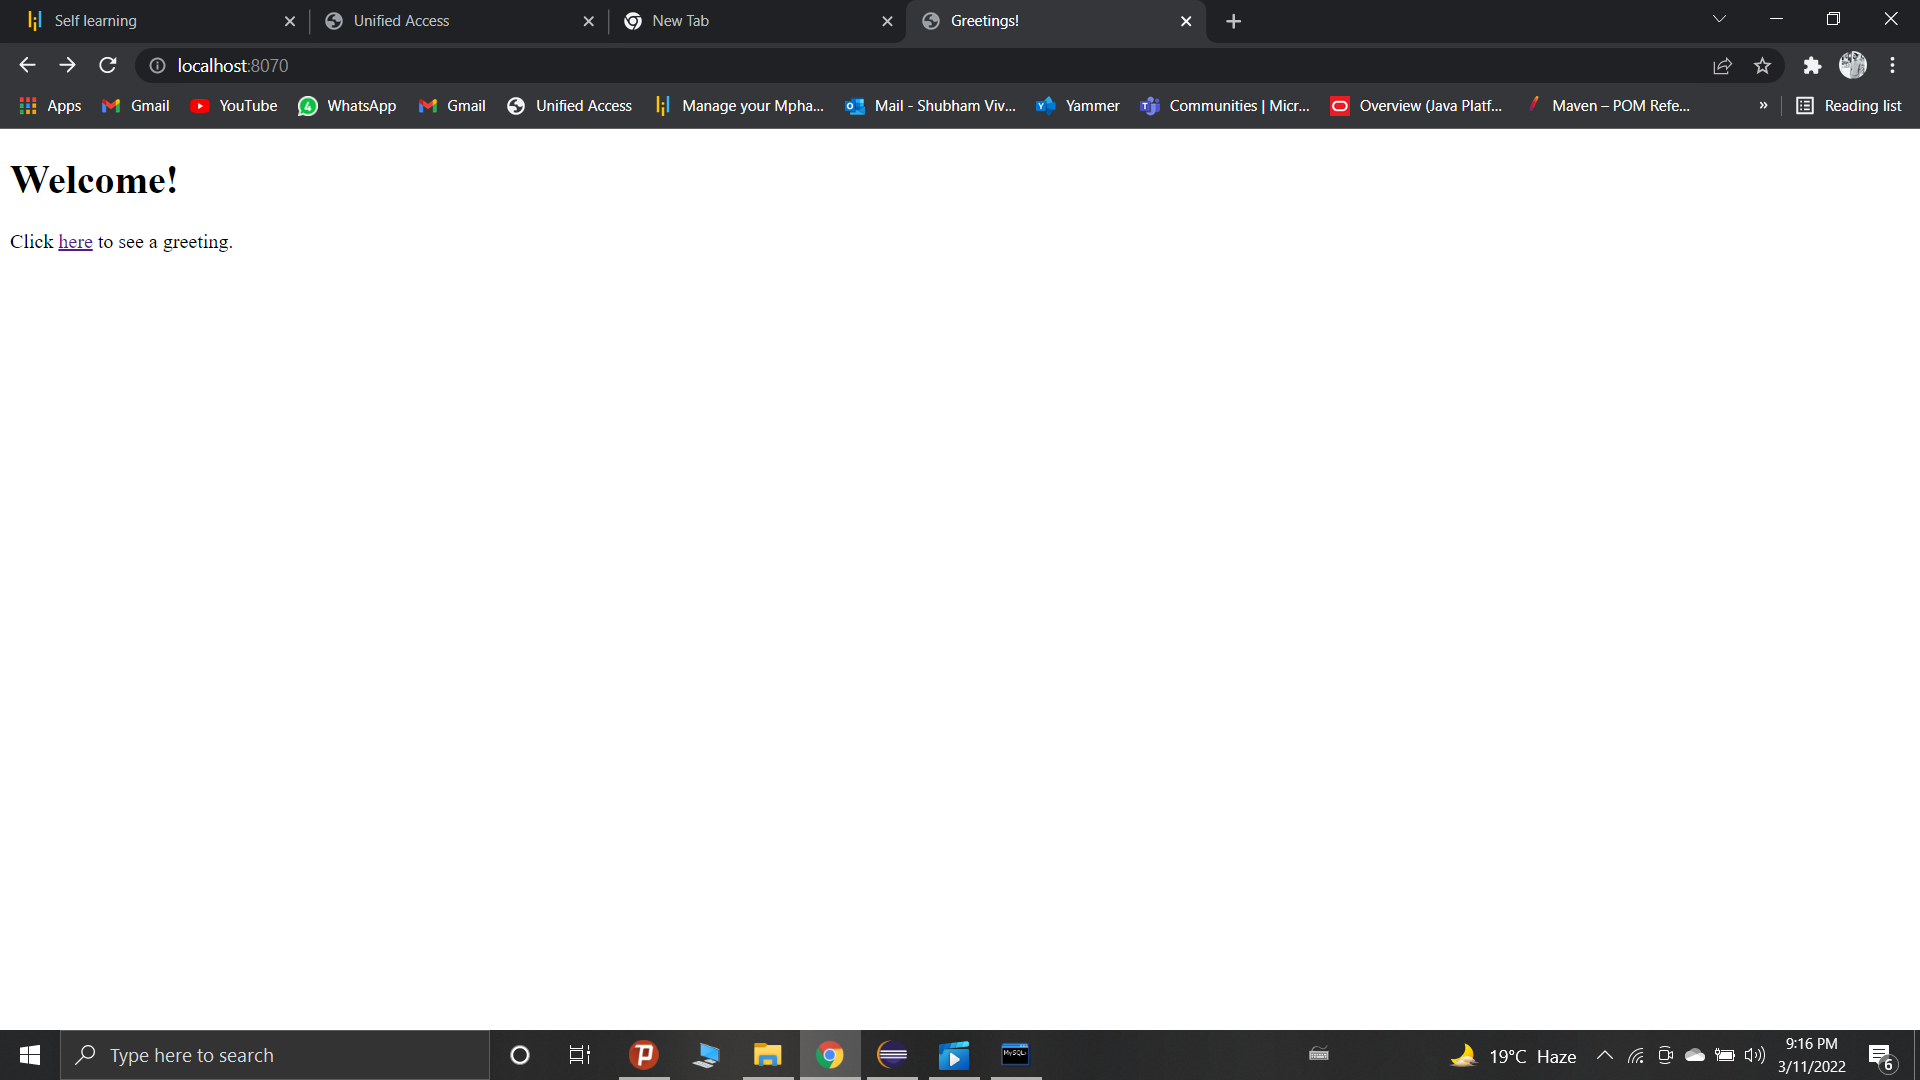 Self learning
Unified Access
New Tab
Greetings!
localhost:8070
Apps
Gmail
YouTube
4
WhatsApp
Gmail
Unified Access
Manage your Mpha...
Mail - Shubham Viv...
Yammer
Communities | Micr...
Overview (Java Platf...
Maven – POM Refe...
»
Reading list
Welcome!
Click here to see a greeting.
Type here to search
MySQL
19°C Haze
9:16 PM
3/11/2022
6